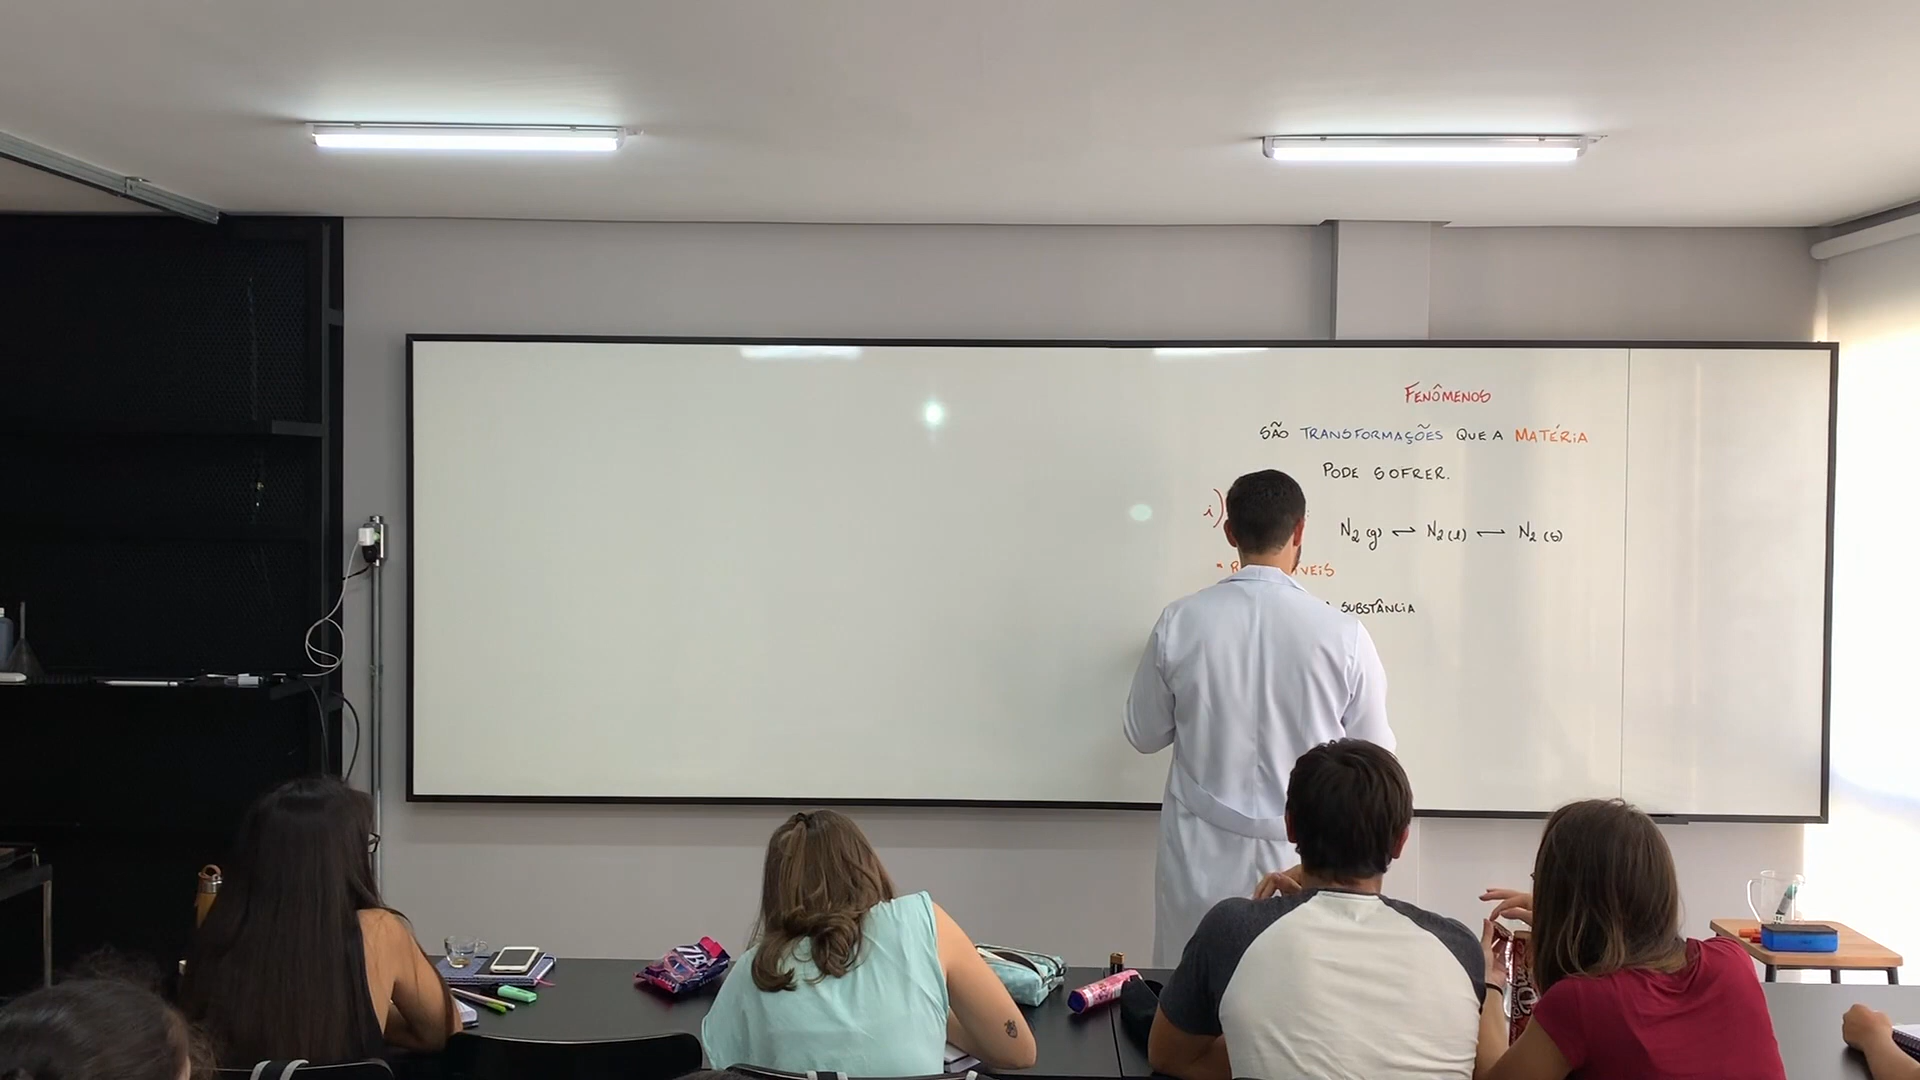 FENÔMENOS
SÃO TRANSFORMAÇÕES QUE A MATÉRIA
PODE SOFRER.
i)
N₂(g) ⇌ N₂(l) ⇌ N₂(s)
SUBSTÂNCIA